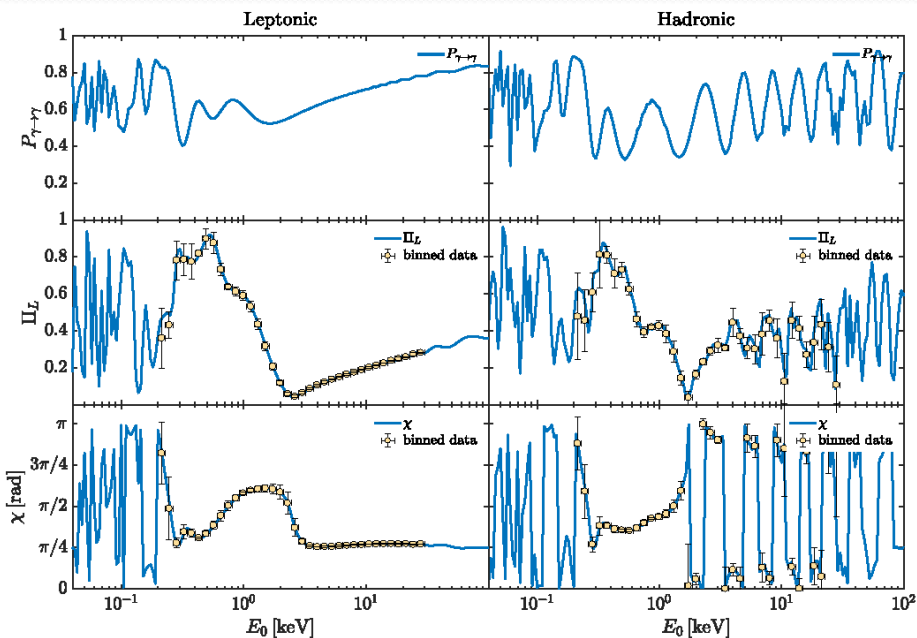 Leptonic Hadronic
1 P_{γ→γ} P_{γ→γ}
0.8
0.6
0.4
0.2
P_{γ→γ}
1 Π_L Π_L
binned data binned data
0.8
0.6
0.4
0.2
Π_L
π χ χ
binned data binned data
3π/4
π/2
π/4
0
χ [rad]
10^{-1} 10^0 10^1 10^{-1} 10^0 10^1 10^2
E_0 [keV] E_0 [keV]